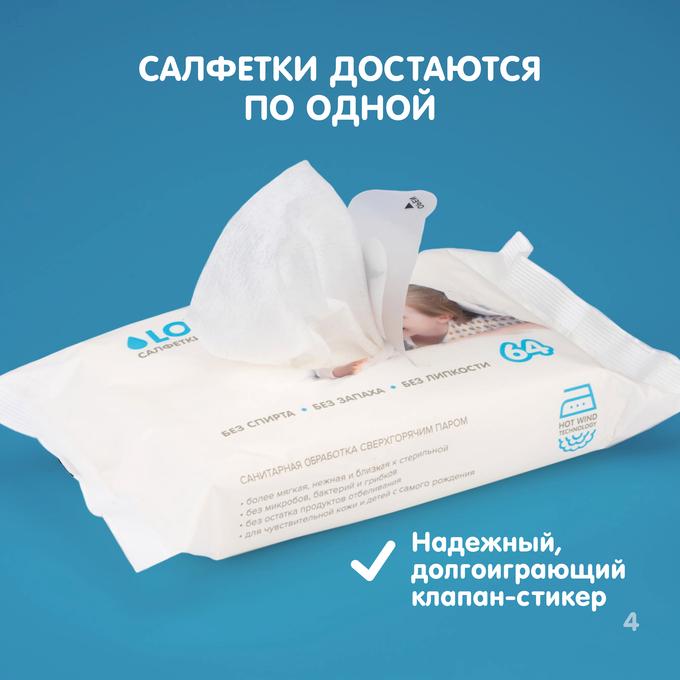 САЛФЕТКИ ДОСТАЮТСЯ
ПО ОДНОЙ
OPEN
LO
САЛФЕТКИ
64
БЕЗ СПИРТА • БЕЗ ЗАПАХА • БЕЗ ЛИПКОСТИ
HOT WIND
TECHNOLOGY
САНИТАРНАЯ ОБРАБОТКА СВЕРХГОРЯЧИМ ПАРОМ
• более мягкая, нежная и близкая к стерильной
• без микробов, бактерий и грибков
• без остатка продуктов отбеливания
• для чувствительной кожи и детей с самого рождения
Надежный,
долгоиграющий
клапан-стикер
4